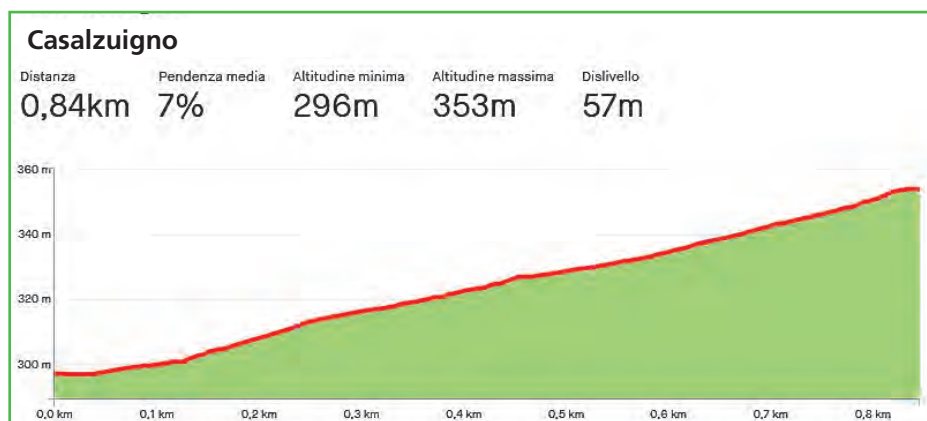 Casalzuigno
Distanza Pendenza media Altitudine minima Altitudine massima Dislivello
0,84km 7% 296m 353m 57m
360 m
340 m
320 m
300 m
0,0 km 0,1 km 0,2 km 0,3 km 0,4 km 0,5 km 0,6 km 0,7 km 0,8 km